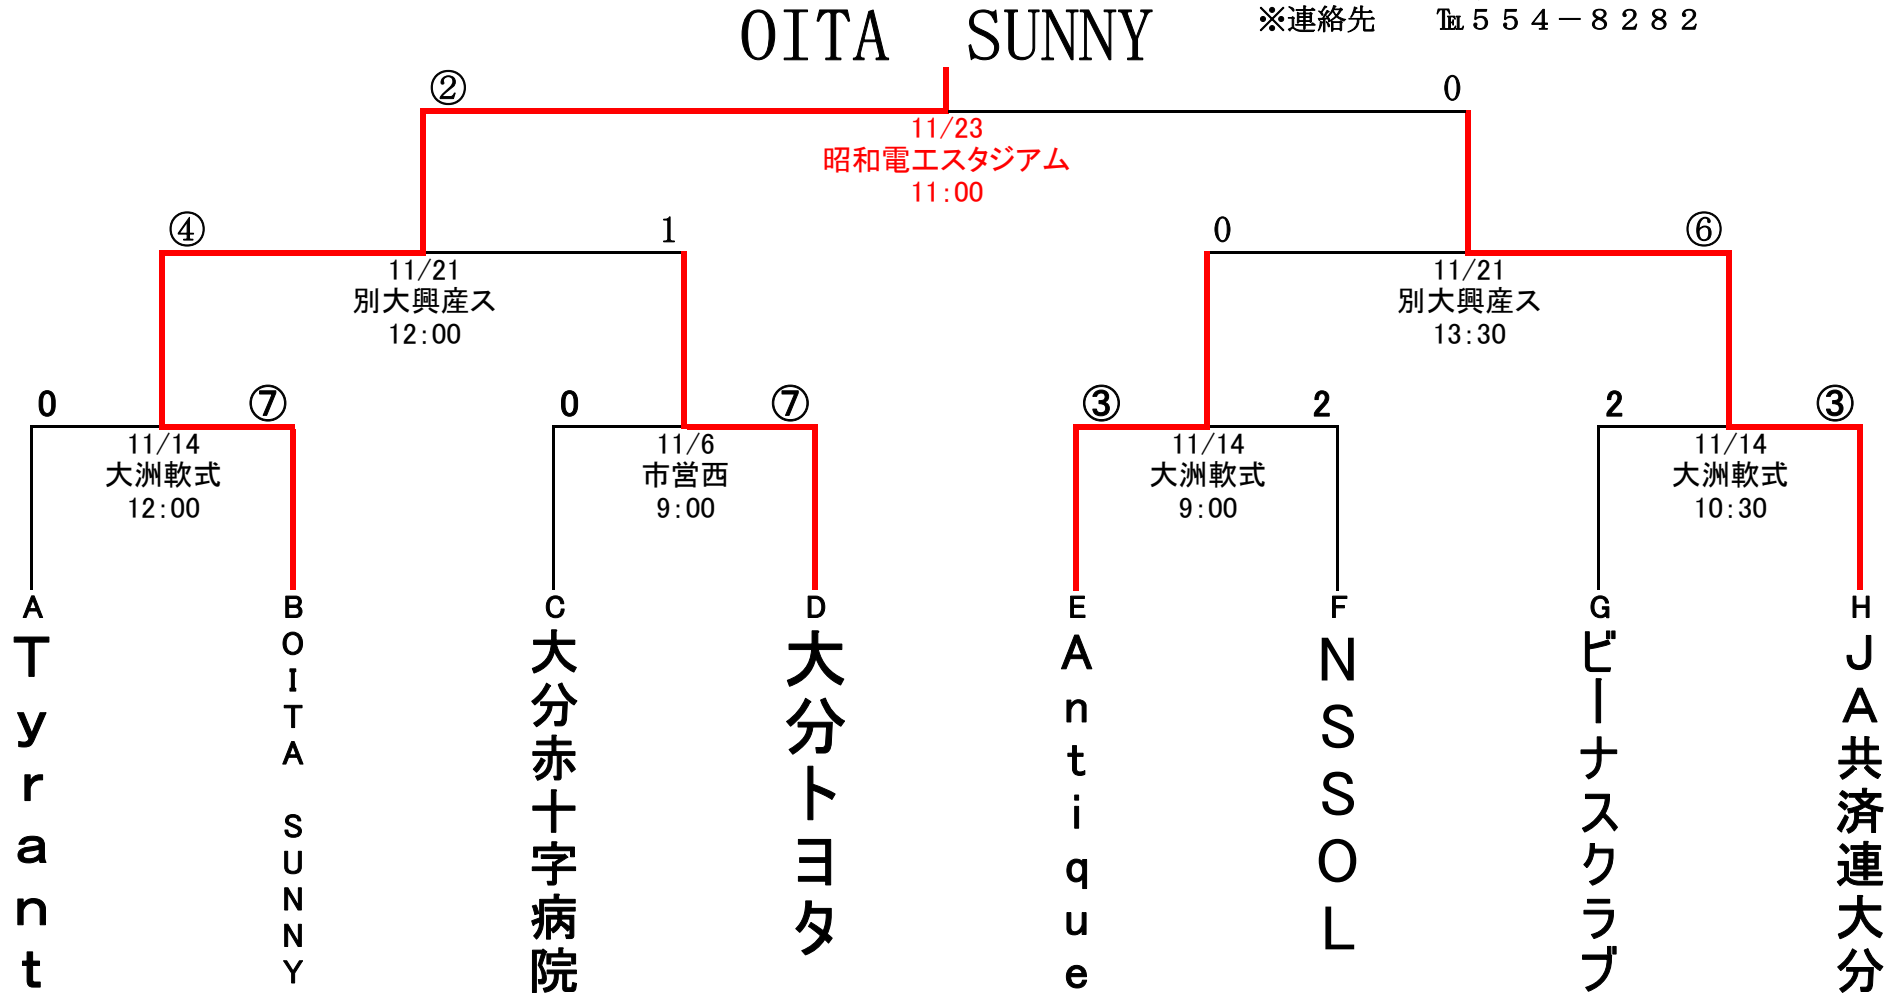 OITA　SUNNY
※連絡先　　℡５５４－８２８２
② 0
11/23
昭和電工スタジアム
11:00
④ 1 0 ⑥
11/21
別大興産ス
12:00
11/21
別大興産ス
13:30
0 ⑦ 0 ⑦ ③ 2 2 ③
11/14
大洲軟式
12:00
11/6
市営西
9:00
11/14
大洲軟式
9:00
11/14
大洲軟式
10:30
A
Tyrant
B
OITA　SUNNY
C
大分赤十字病院
D
大分トヨタ
E
Antique
F
NSSOL
G
ビーナスクラブ
H
JA共済連大分